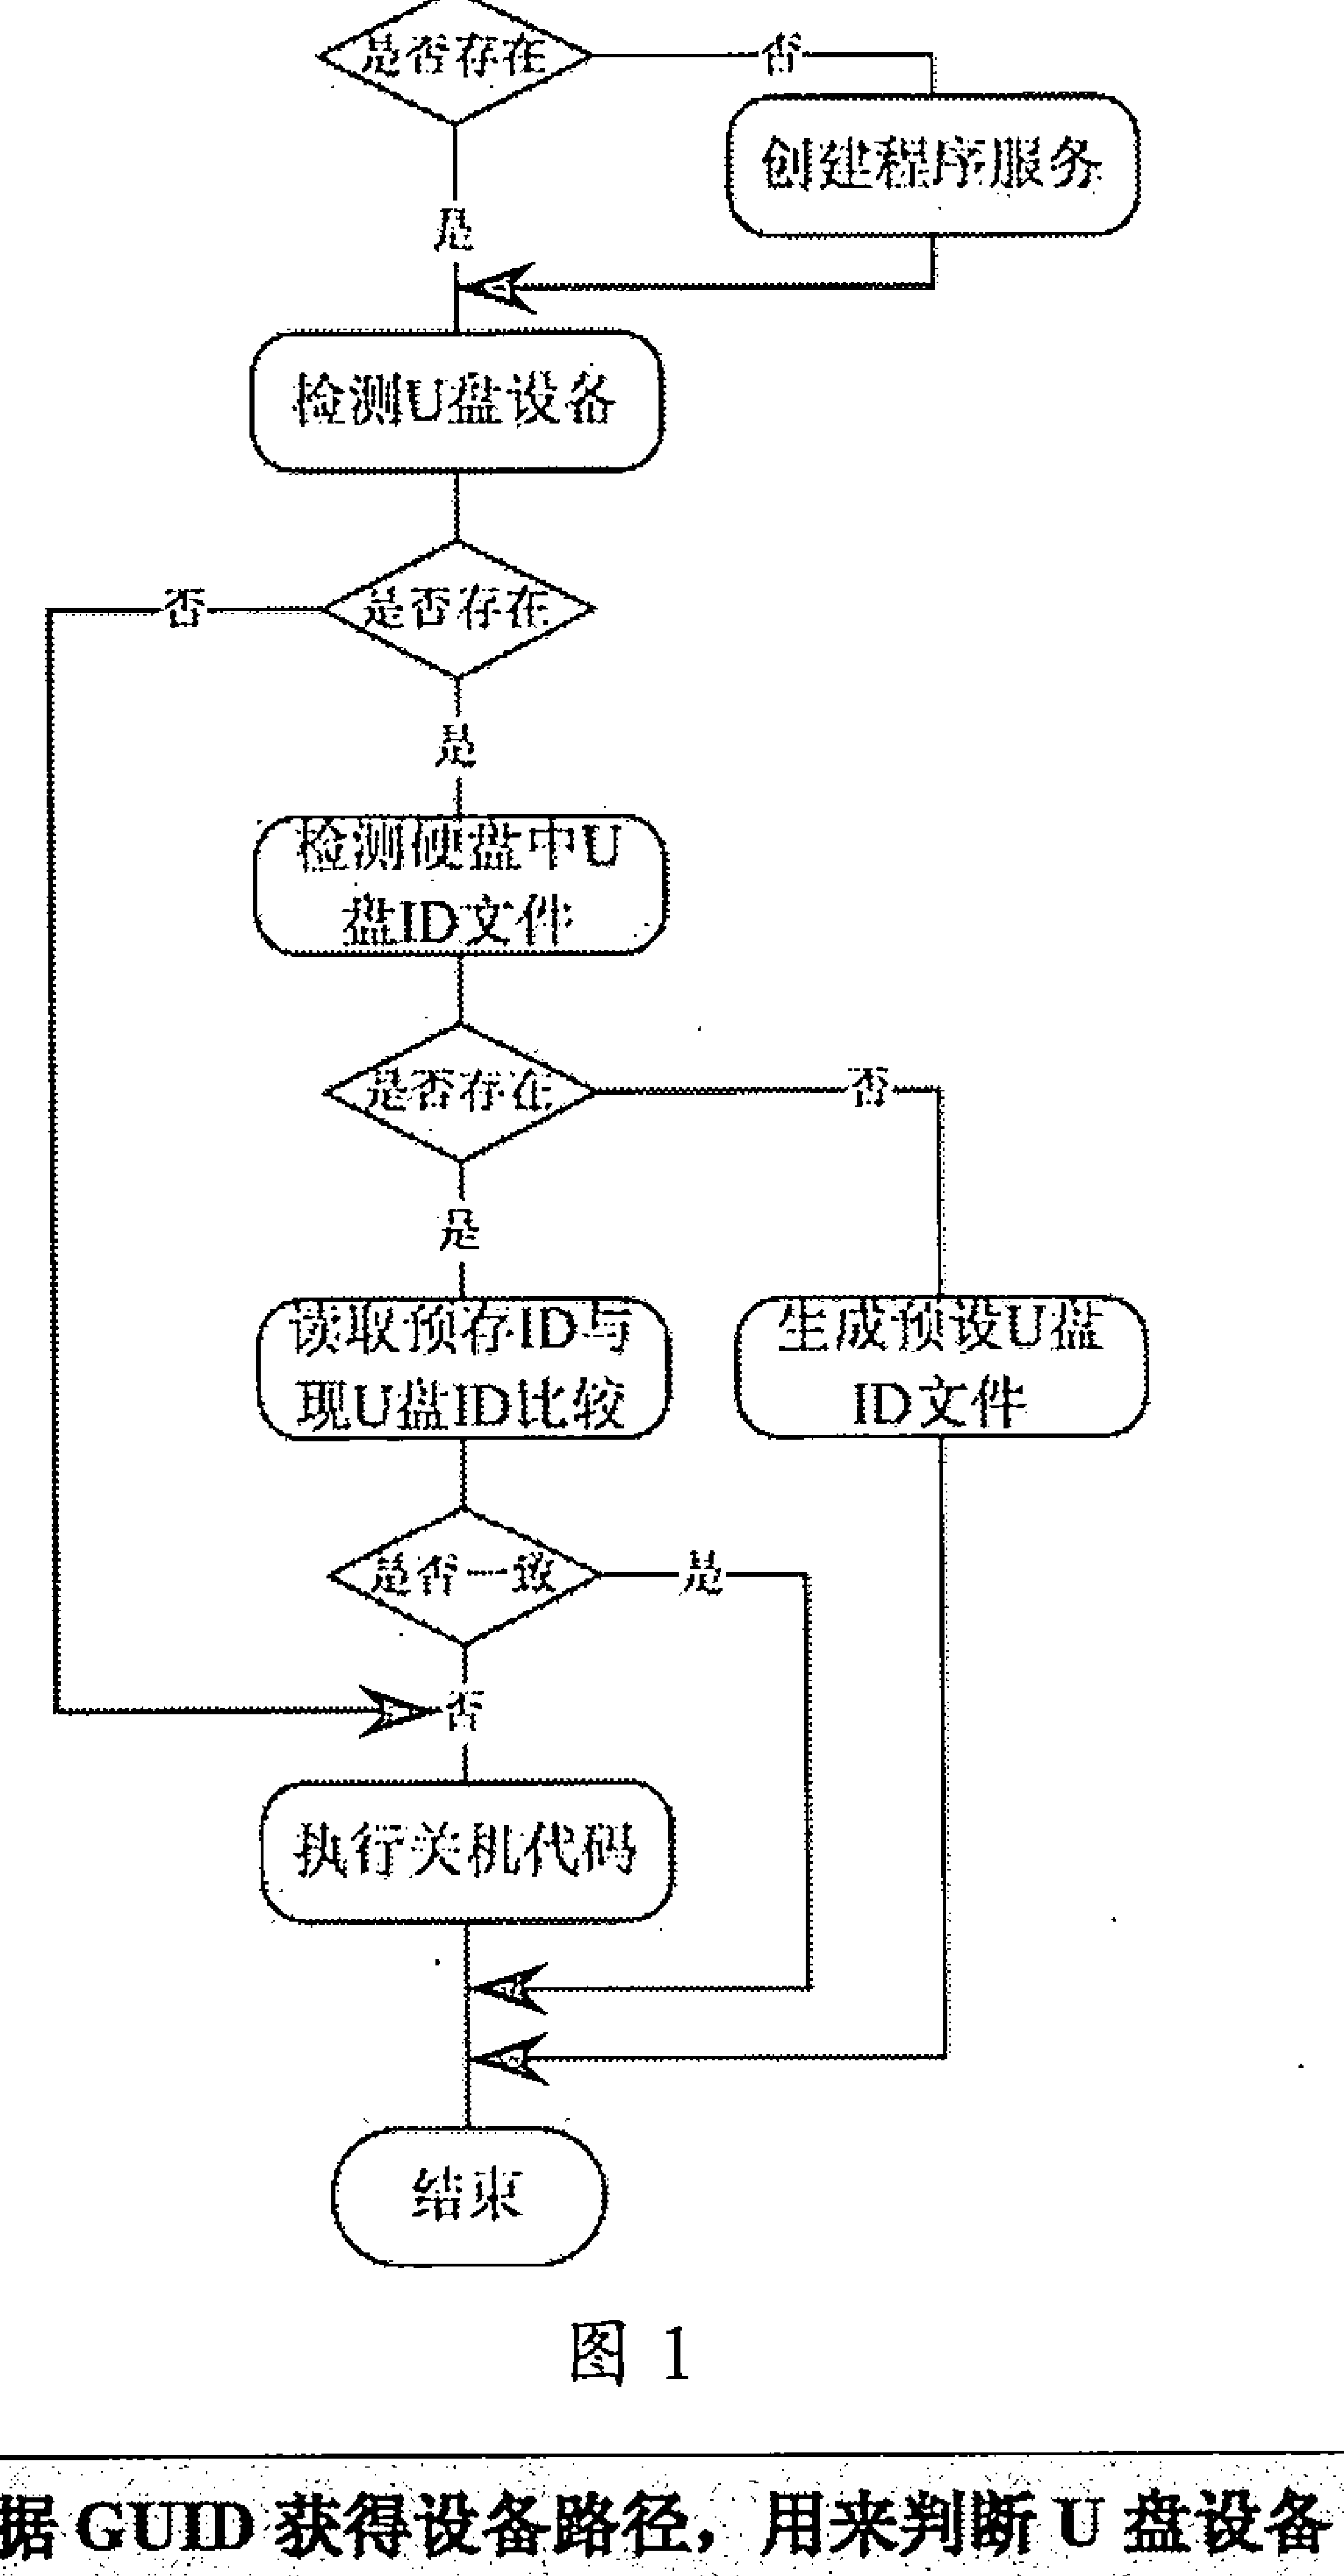 是否存在
否
创建程序服务
是
检测U盘设备
否
是否存在
是
检测硬盘中U
盘ID文件
是否存在
否
是
读取预存ID与
现U盘ID比较
生成预设U盘
ID文件
是否一致
是
否
执行关机代码
结束
图 1
据 GUID 获得设备路径，用来判断 U 盘设备